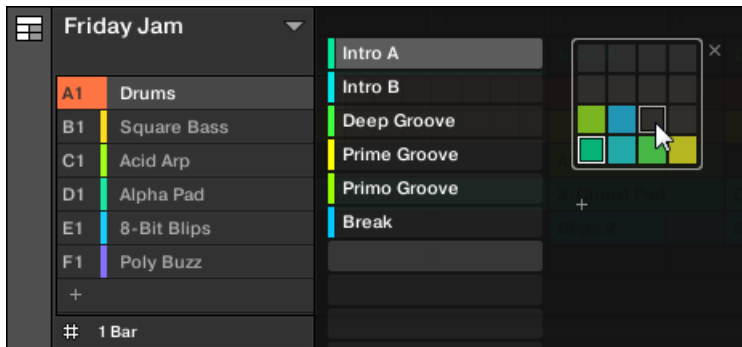 Friday Jam
A1 Drums
B1 Square Bass
C1 Acid Arp
D1 Alpha Pad
E1 8-Bit Blips
F1 Poly Buzz
+
1 Bar
Intro A
Intro B
Deep Groove
Prime Groove
Primo Groove
Break
×
+